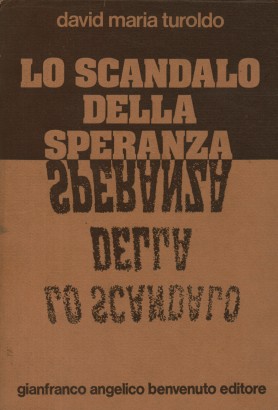 david maria turoldo
LO SCANDALO
DELLA
SPERANZA
SPERANZA
DELLA
LO SCANDALO
gianfranco angelico benvenuto editore